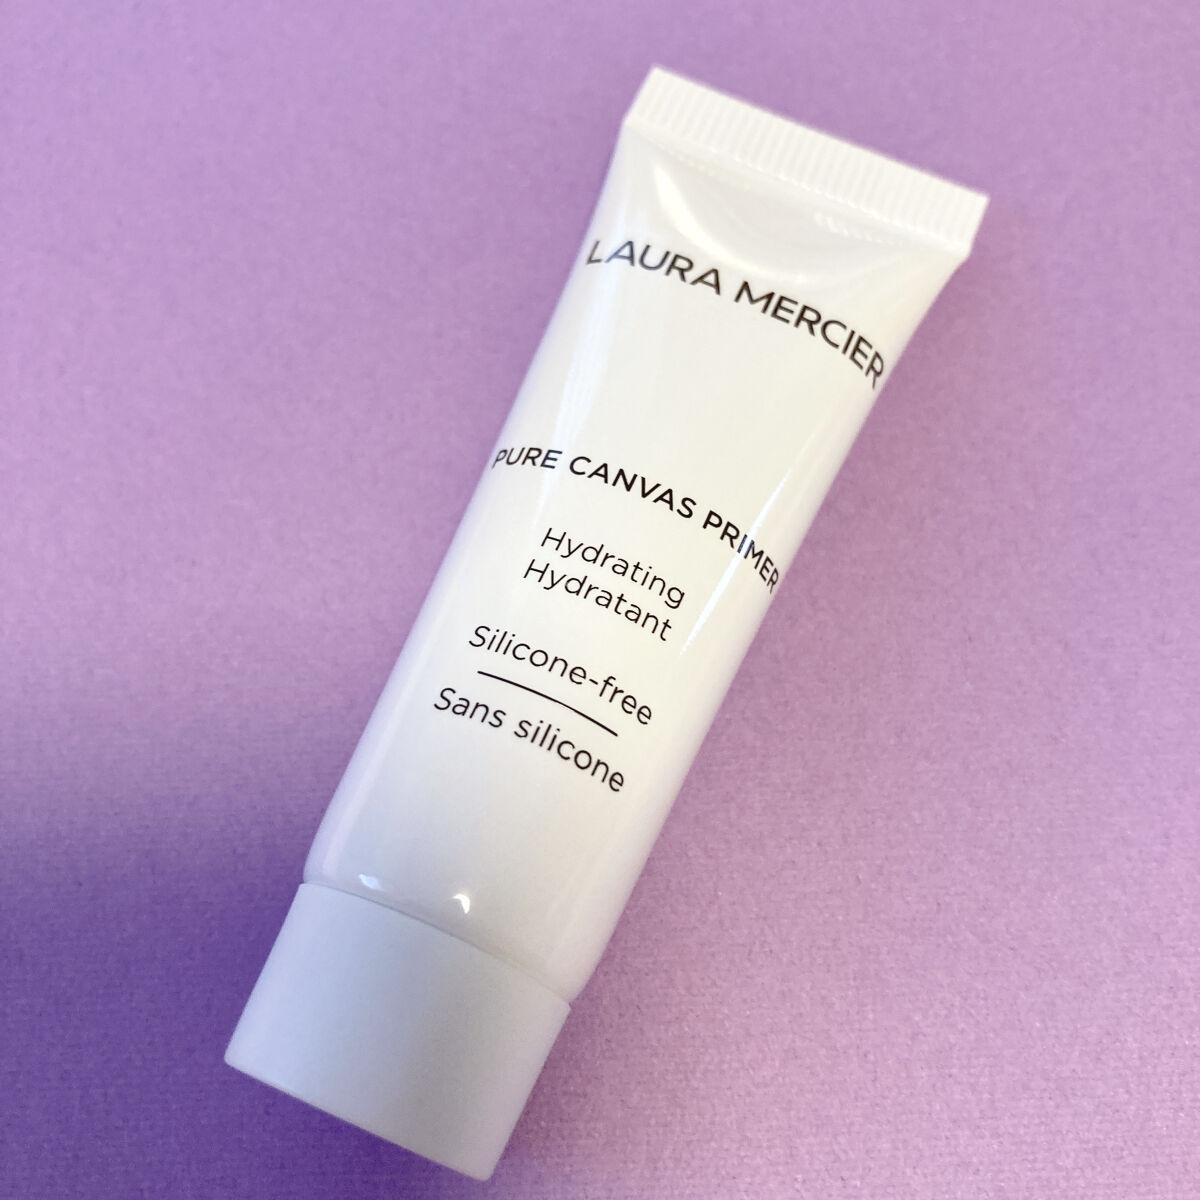 LAURA MERCIER
PURE CANVAS PRIMER
Hydrating
Hydratant
Silicone-free
Sans silicone